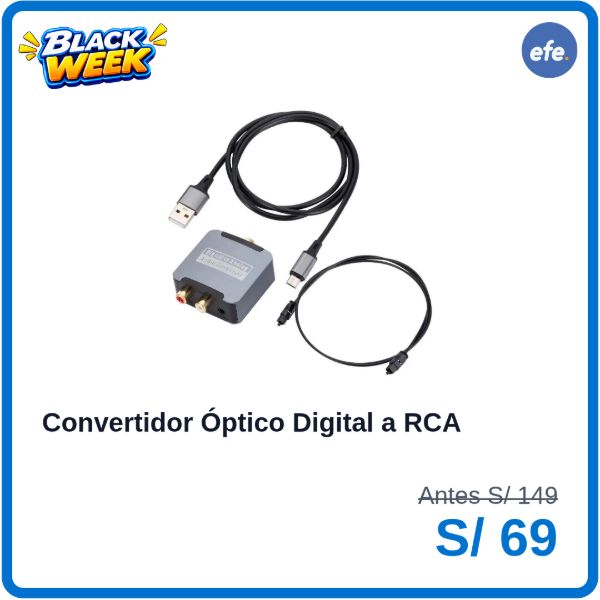 BLACK
WEEK
efe.
Convertidor Óptico Digital a RCA
Antes S/ 149
S/ 69